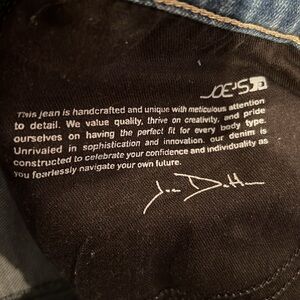 JOE'S
This jean is handcrafted and unique with meticulous attention
to detail. We value quality, thrive on creativity, and pride
ourselves on having the perfect fit for every body type.
Unrivaled in sophistication and innovation, our denim is
constructed to celebrate your confidence and individuality as
you fearlessly navigate your own future.
Joe Dahan